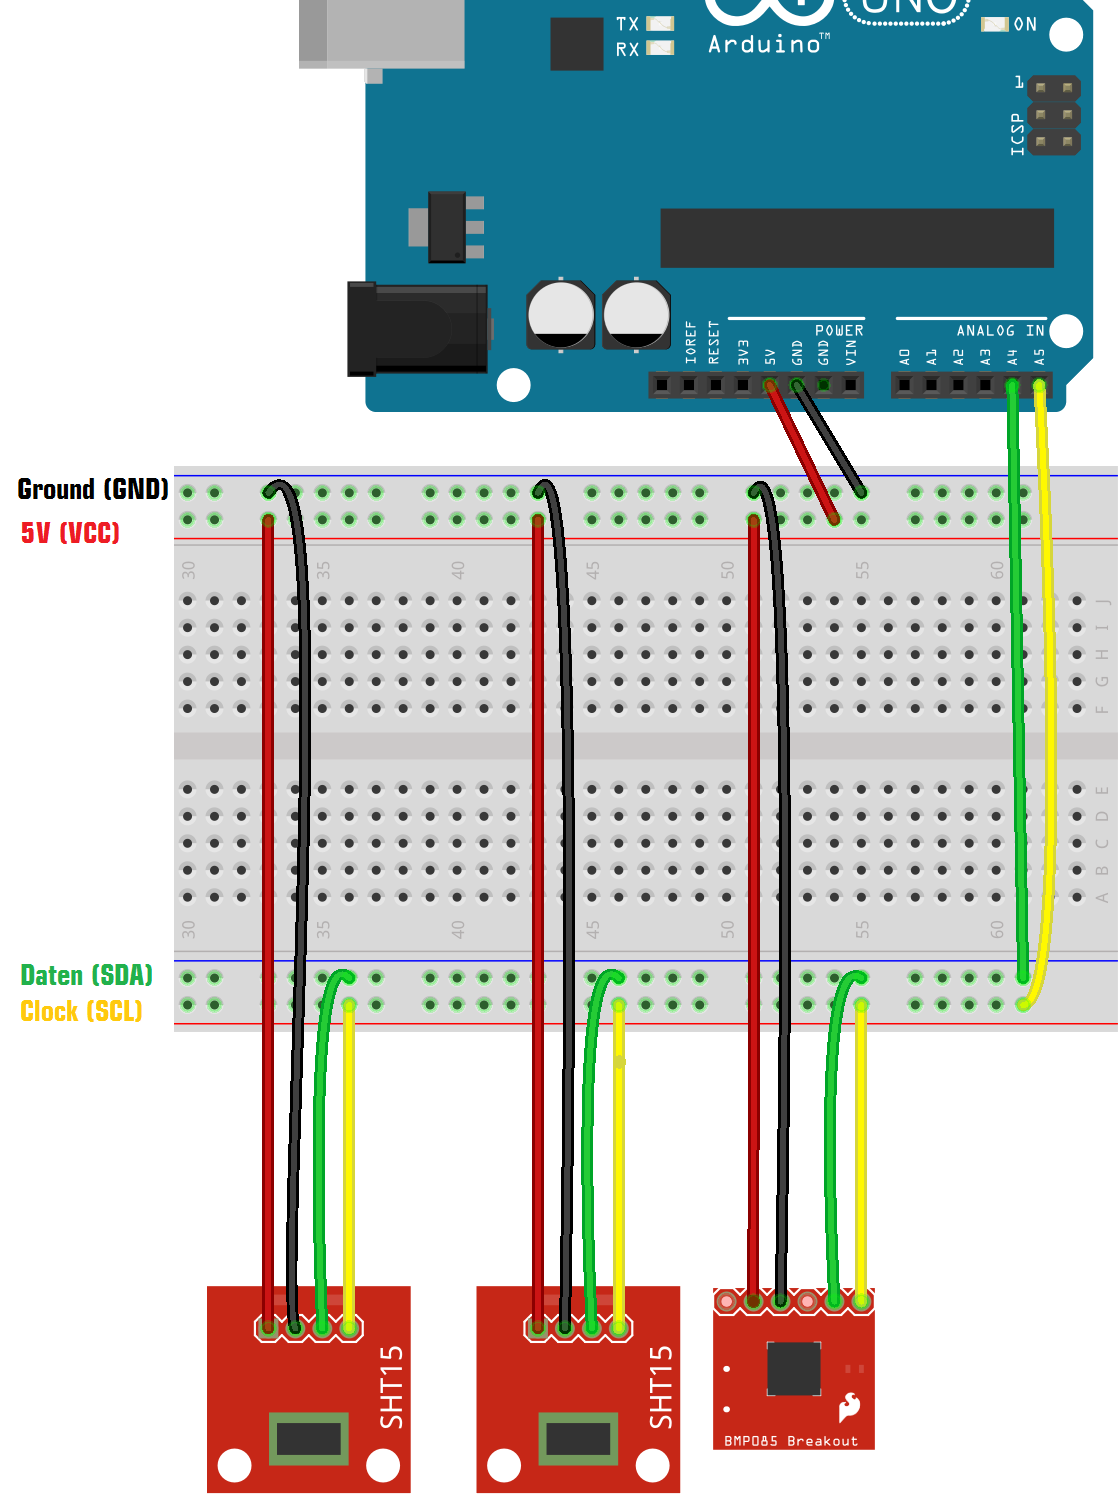 UNO
TX
RX
Arduino™
ON
1
ICSP
POWER
ANALOG IN
IOREF
RESET
3V3
5V
GND
GND
VIN
A0
A1
A2
A3
A4
A5
Ground (GND)
5V (VCC)
30 35 40 45 50 55 60
J
I
H
G
F
E
D
C
B
A
30 35 40 45 50 55 60
Daten (SDA)
Clock (SCL)
SHT15
SHT15
BMP085 Breakout